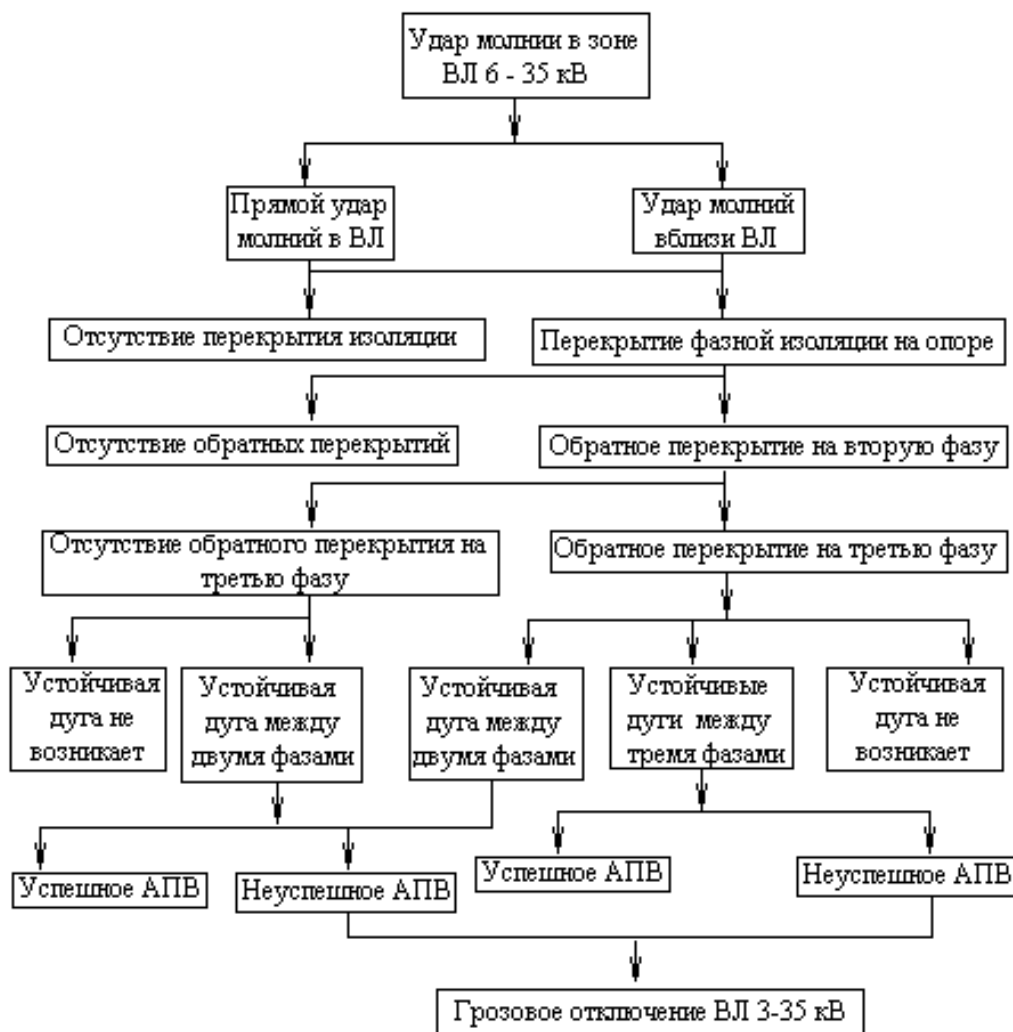 Удар молнии в зоне
ВЛ 6 - 35 кВ
Прямой удар
молний в ВЛ
Удар молний
вблизи ВЛ
Отсутствие перекрытия изоляции
Перекрытие фазной изоляции на опоре
Отсутствие обратных перекрытий
Обратное перекрытие на вторую фазу
Отсутствие обратного перекрытия на
третью фазу
Обратное перекрытие на третью фазу
Устойчивая
дуга не
возникает
Устойчивая
дуга между
двумя фазами
Устойчивая
дуга между
двумя фазами
Устойчивые
дуги между
тремя фазами
Устойчивая
дуга не
возникает
Успешное АПВ
Неуспешное АПВ
Успешное АПВ
Неуспешное АПВ
Грозовое отключение ВЛ 3-35 кВ